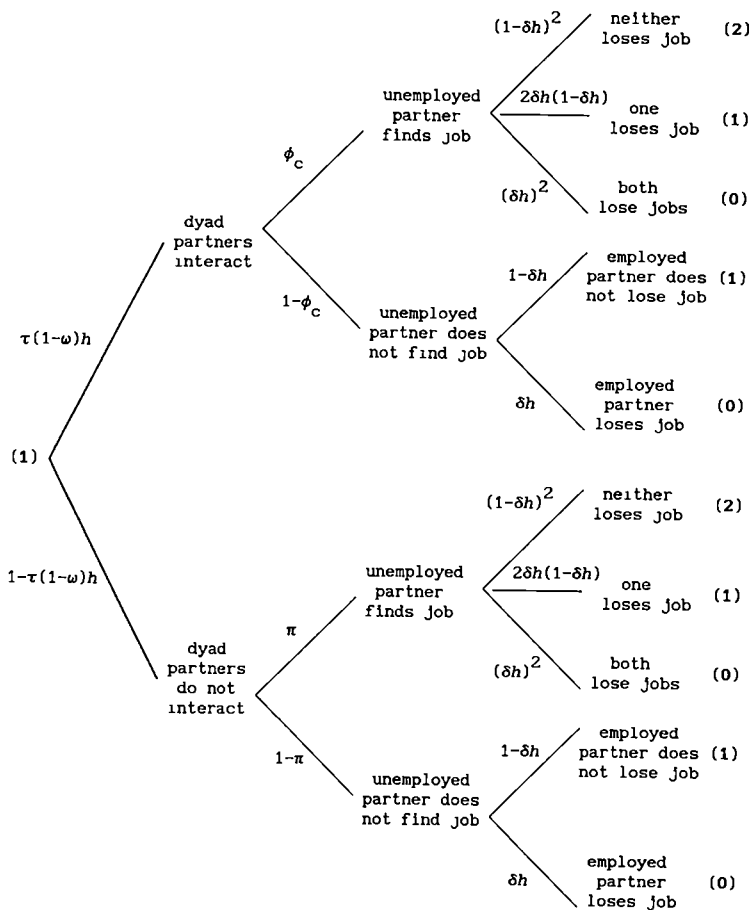 (1-δh)²
neither
loses job
(2)
unemployed
partner
finds job
2δh(1-δh)
one
loses job
(1)
ϕc
(δh)²
both
lose jobs
(0)
dyad
partners
interact
employed
partner does
not lose job
(1)
1-δh
1-ϕc
unemployed
partner does
not find job
τ(1-ω)h
δh
employed
partner
loses job
(0)
(1)
(1-δh)²
neither
loses job
(2)
1-τ(1-ω)h
unemployed
partner
finds job
2δh(1-δh)
one
loses job
(1)
π
(δh)²
both
lose jobs
(0)
dyad
partners
do not
interact
employed
partner does
not lose job
(1)
1-δh
1-π
unemployed
partner does
not find job
δh
employed
partner
loses job
(0)